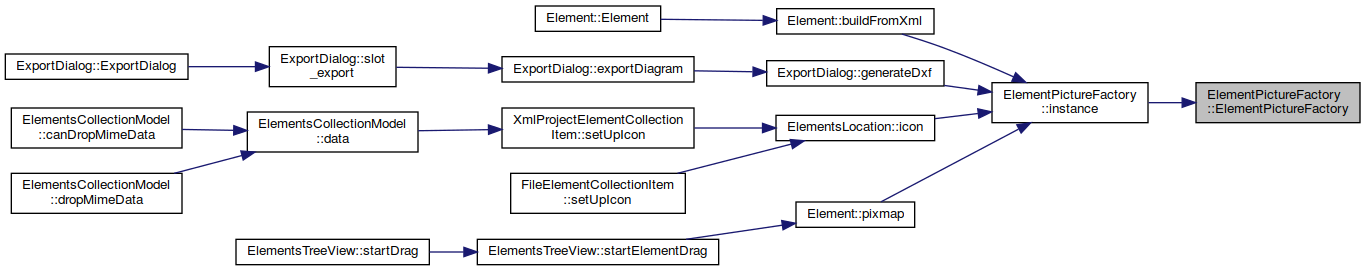 Element::Element
Element::buildFromXml
ExportDialog::ExportDialog
ExportDialog::slot
_export
ExportDialog::exportDiagram
ExportDialog::generateDxf
ElementPictureFactory
::instance
ElementPictureFactory
::ElementPictureFactory
ElementsCollectionModel
::canDropMimeData
ElementsCollectionModel
::data
XmlProjectElementCollection
Item::setUpIcon
ElementsLocation::icon
ElementsCollectionModel
::dropMimeData
FileElementCollectionItem
::setUpIcon
Element::pixmap
ElementsTreeView::startDrag
ElementsTreeView::startElementDrag